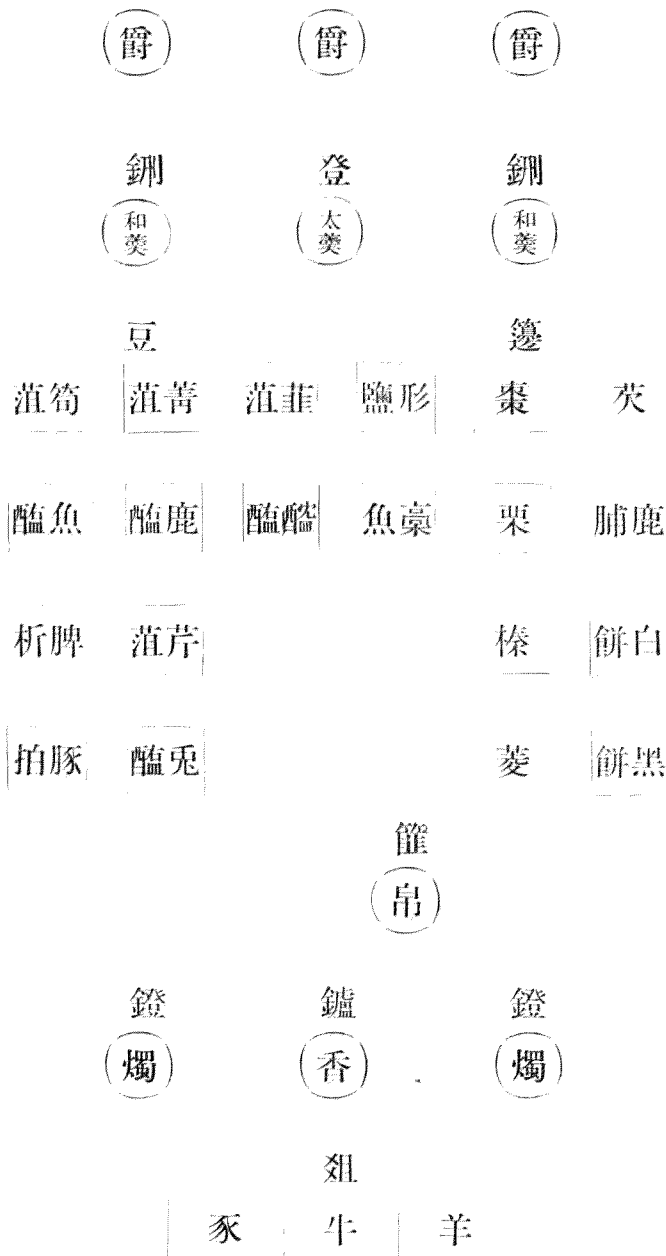 爵 爵 爵
鉶 登 鉶
和羹 太羹 和羹
籩 豆
芡 棗 形鹽 韭菹 菁菹 筍菹
鹿脯 栗 藁魚 醓醢 鹿醢 魚醢
白餅 榛 芹菹 脾析
黑餅 菱 兎醢 豚拍
篚
帛
鐙 鑪 鐙
燭 香 燭
俎
羊 牛 豕